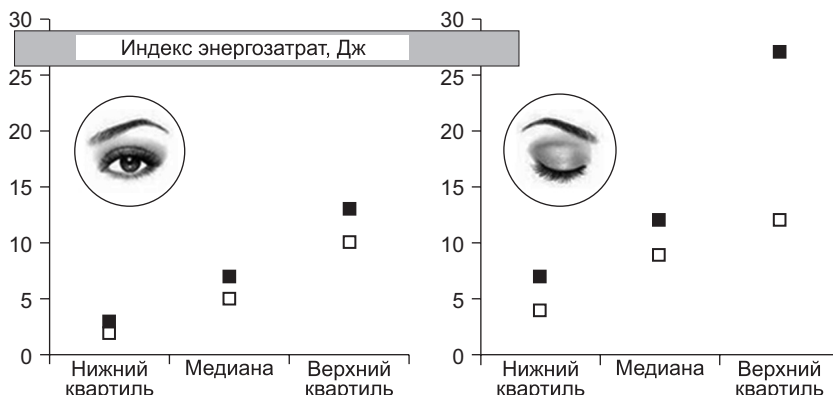 Индекс энергозатрат, Дж
30
25
20
15
10
5
0
Нижний
квартиль
Медиана
Верхний
квартиль
30
25
20
15
10
5
0
Нижний
квартиль
Медиана
Верхний
квартиль